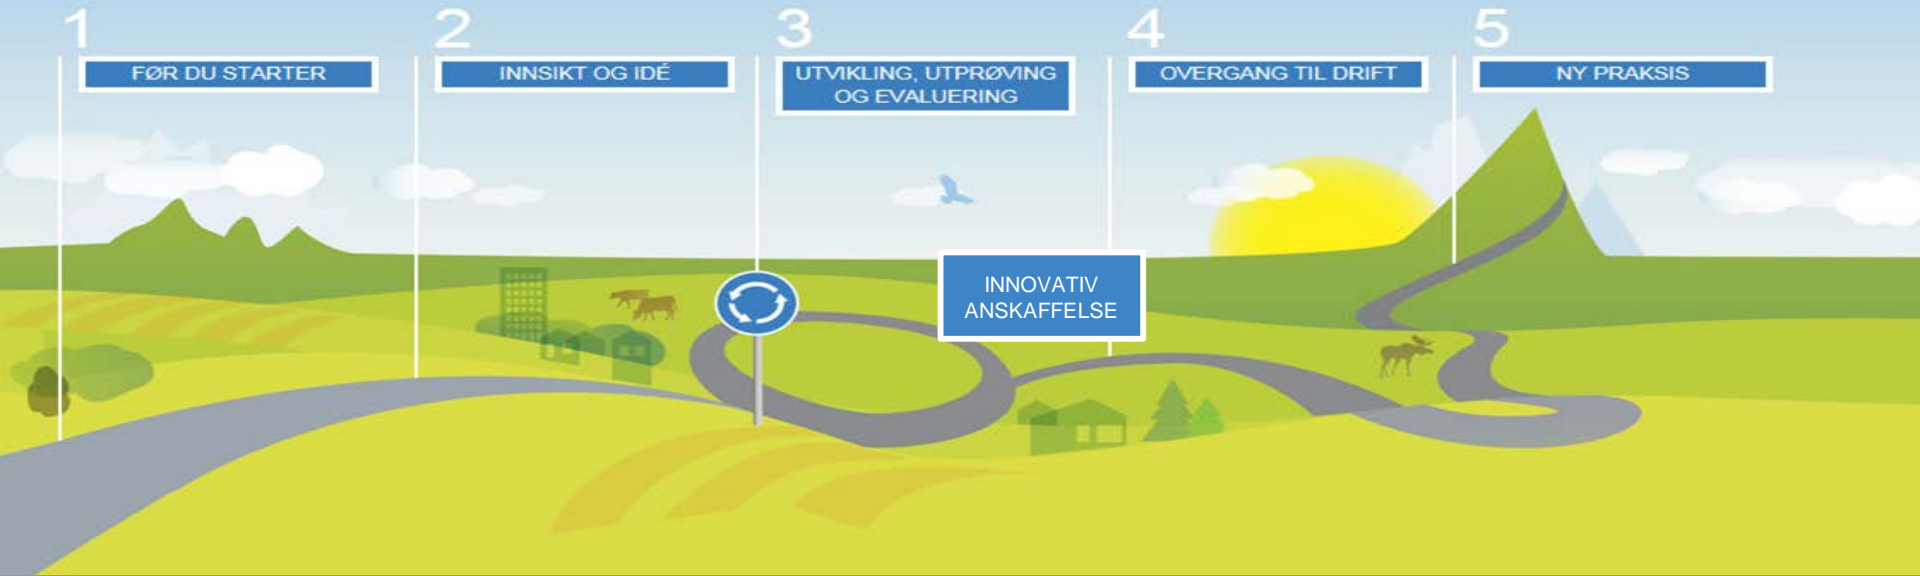 1
FØR DU STARTER
2
INNSIKT OG IDÉ
3
UTVIKLING, UTPRØVING
OG EVALUERING
4
OVERGANG TIL DRIFT
5
NY PRAKSIS
INNOVATIV
ANSKAFFELSE